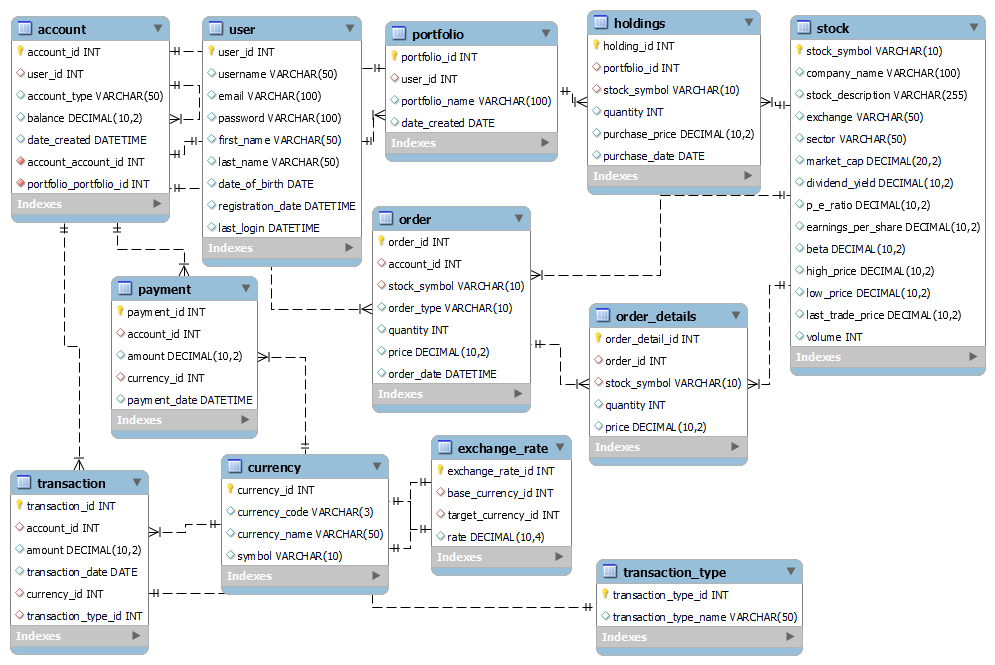 account
account_id INT
user_id INT
account_type VARCHAR(50)
balance DECIMAL(10,2)
date_created DATETIME
account_account_id INT
portfolio_portfolio_id INT
Indexes
user
user_id INT
username VARCHAR(50)
email VARCHAR(100)
password VARCHAR(100)
first_name VARCHAR(50)
last_name VARCHAR(50)
date_of_birth DATE
registration_date DATETIME
last_login DATETIME
Indexes
portfolio
portfolio_id INT
user_id INT
portfolio_name VARCHAR(100)
date_created DATE
Indexes
holdings
holding_id INT
portfolio_id INT
stock_symbol VARCHAR(10)
quantity INT
purchase_price DECIMAL(10,2)
purchase_date DATE
Indexes
stock
stock_symbol VARCHAR(10)
company_name VARCHAR(100)
stock_description VARCHAR(255)
exchange VARCHAR(50)
sector VARCHAR(50)
market_cap DECIMAL(20,2)
dividend_yield DECIMAL(10,2)
p_e_ratio DECIMAL(10,2)
earnings_per_share DECIMAL(10,2)
beta DECIMAL(10,2)
high_price DECIMAL(10,2)
low_price DECIMAL(10,2)
last_trade_price DECIMAL(10,2)
volume INT
Indexes
payment
payment_id INT
account_id INT
amount DECIMAL(10,2)
currency_id INT
payment_date DATETIME
Indexes
order
order_id INT
account_id INT
stock_symbol VARCHAR(10)
order_type VARCHAR(10)
quantity INT
price DECIMAL(10,2)
order_date DATETIME
Indexes
order_details
order_detail_id INT
order_id INT
stock_symbol VARCHAR(10)
quantity INT
price DECIMAL(10,2)
Indexes
transaction
transaction_id INT
account_id INT
amount DECIMAL(10,2)
transaction_date DATE
currency_id INT
transaction_type_id INT
Indexes
currency
currency_id INT
currency_code VARCHAR(3)
currency_name VARCHAR(50)
symbol VARCHAR(10)
Indexes
exchange_rate
exchange_rate_id INT
base_currency_id INT
target_currency_id INT
rate DECIMAL(10,4)
Indexes
transaction_type
transaction_type_id INT
transaction_type_name VARCHAR(50)
Indexes